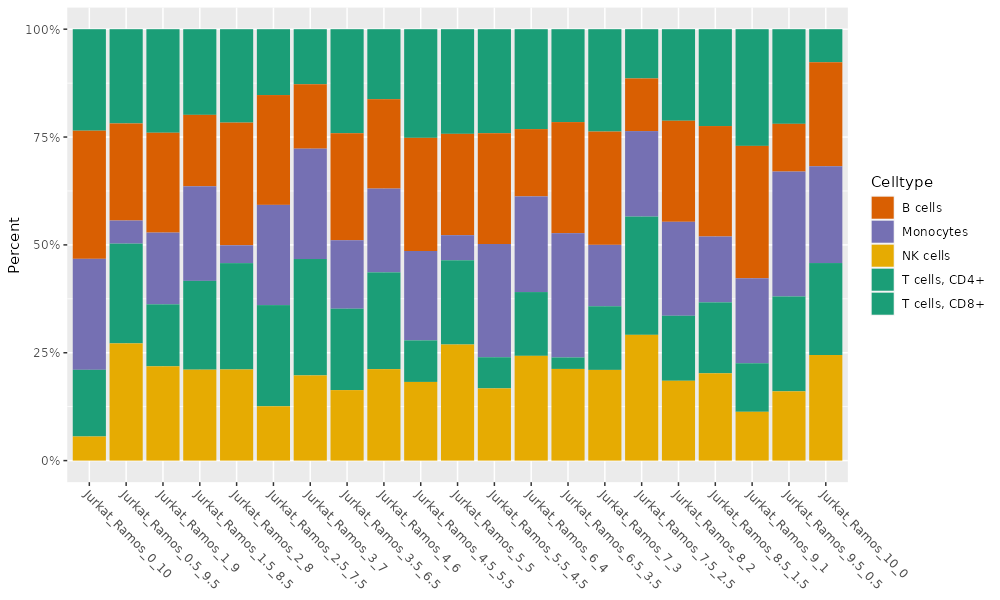 100%
75%
50%
25%
0%
Percent
Jurkat_Ramos_0_10
Jurkat_Ramos_0.5_9.5
Jurkat_Ramos_1_9
Jurkat_Ramos_1.5_8.5
Jurkat_Ramos_2_8
Jurkat_Ramos_2.5_7.5
Jurkat_Ramos_3_7
Jurkat_Ramos_3.5_6.5
Jurkat_Ramos_4_6
Jurkat_Ramos_4.5_5.5
Jurkat_Ramos_5_5
Jurkat_Ramos_5.5_4.5
Jurkat_Ramos_6_4
Jurkat_Ramos_6.5_3.5
Jurkat_Ramos_7_3
Jurkat_Ramos_7.5_2.5
Jurkat_Ramos_8_2
Jurkat_Ramos_8.5_1.5
Jurkat_Ramos_9_1
Jurkat_Ramos_9.5_0.5
Jurkat_Ramos_10_0
Celltype
B cells
Monocytes
NK cells
T cells, CD4+
T cells, CD8+